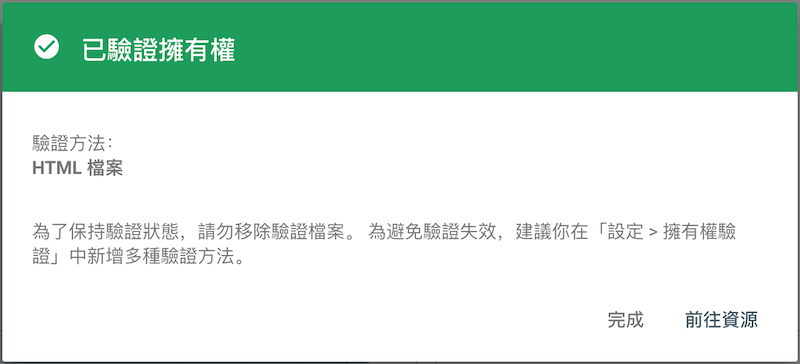 已驗證擁有權
驗證方法:
HTML 檔案
為了保持驗證狀態，請勿移除驗證檔案。 為避免驗證失效，建議你在「設定 > 擁有權驗
證」中新增多種驗證方法。
完成 前往資源